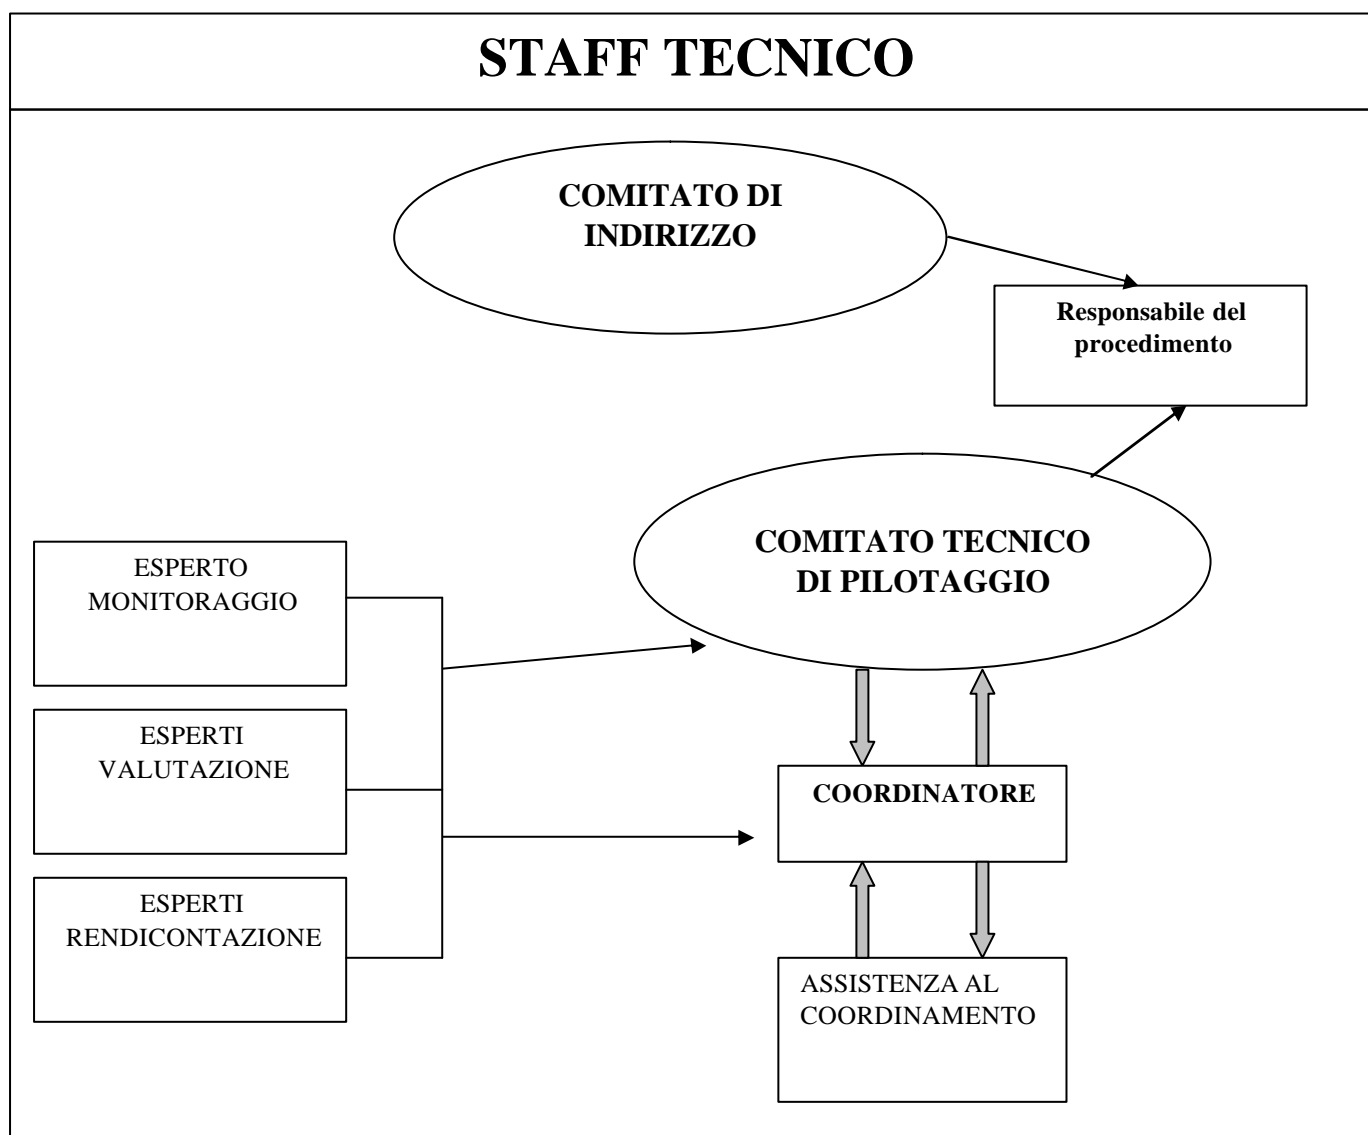 STAFF TECNICO
COMITATO DI
INDIRIZZO
Responsabile del
procedimento
COMITATO TECNICO
DI PILOTAGGIO
ESPERTO
MONITORAGGIO
ESPERTI
VALUTAZIONE
COORDINATORE
ESPERTI
RENDICONTAZIONE
ASSISTENZA AL
COORDINAMENTO